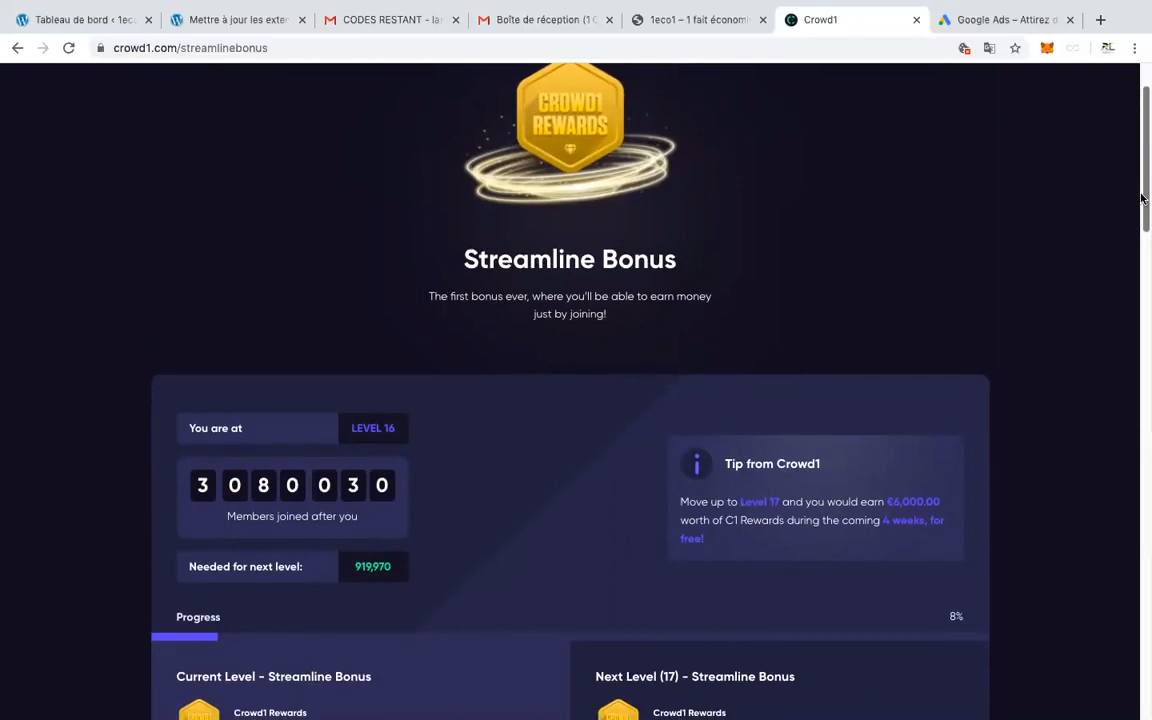 Tableau de bord ‹ 1ec
Mettre à jour les exter
CODES RESTANT - la
Boîte de réception (1
1eco1 – 1 fait économi
Crowd1
Google Ads – Attirez d
crowd1.com/streamlinebonus
CROWD1
REWARDS
Streamline Bonus
The first bonus ever, where you'll be able to earn money
just by joining!
You are at
LEVEL 16
3 0 8 0 0 3 0
Members joined after you
Needed for next level:
919,970
Tip from Crowd1
Move up to Level 17 and you would earn €6,000.00
worth of C1 Rewards during the coming 4 weeks, for
free!
Progress
8%
Current Level - Streamline Bonus
Crowd1 Rewards
Next Level (17) - Streamline Bonus
Crowd1 Rewards